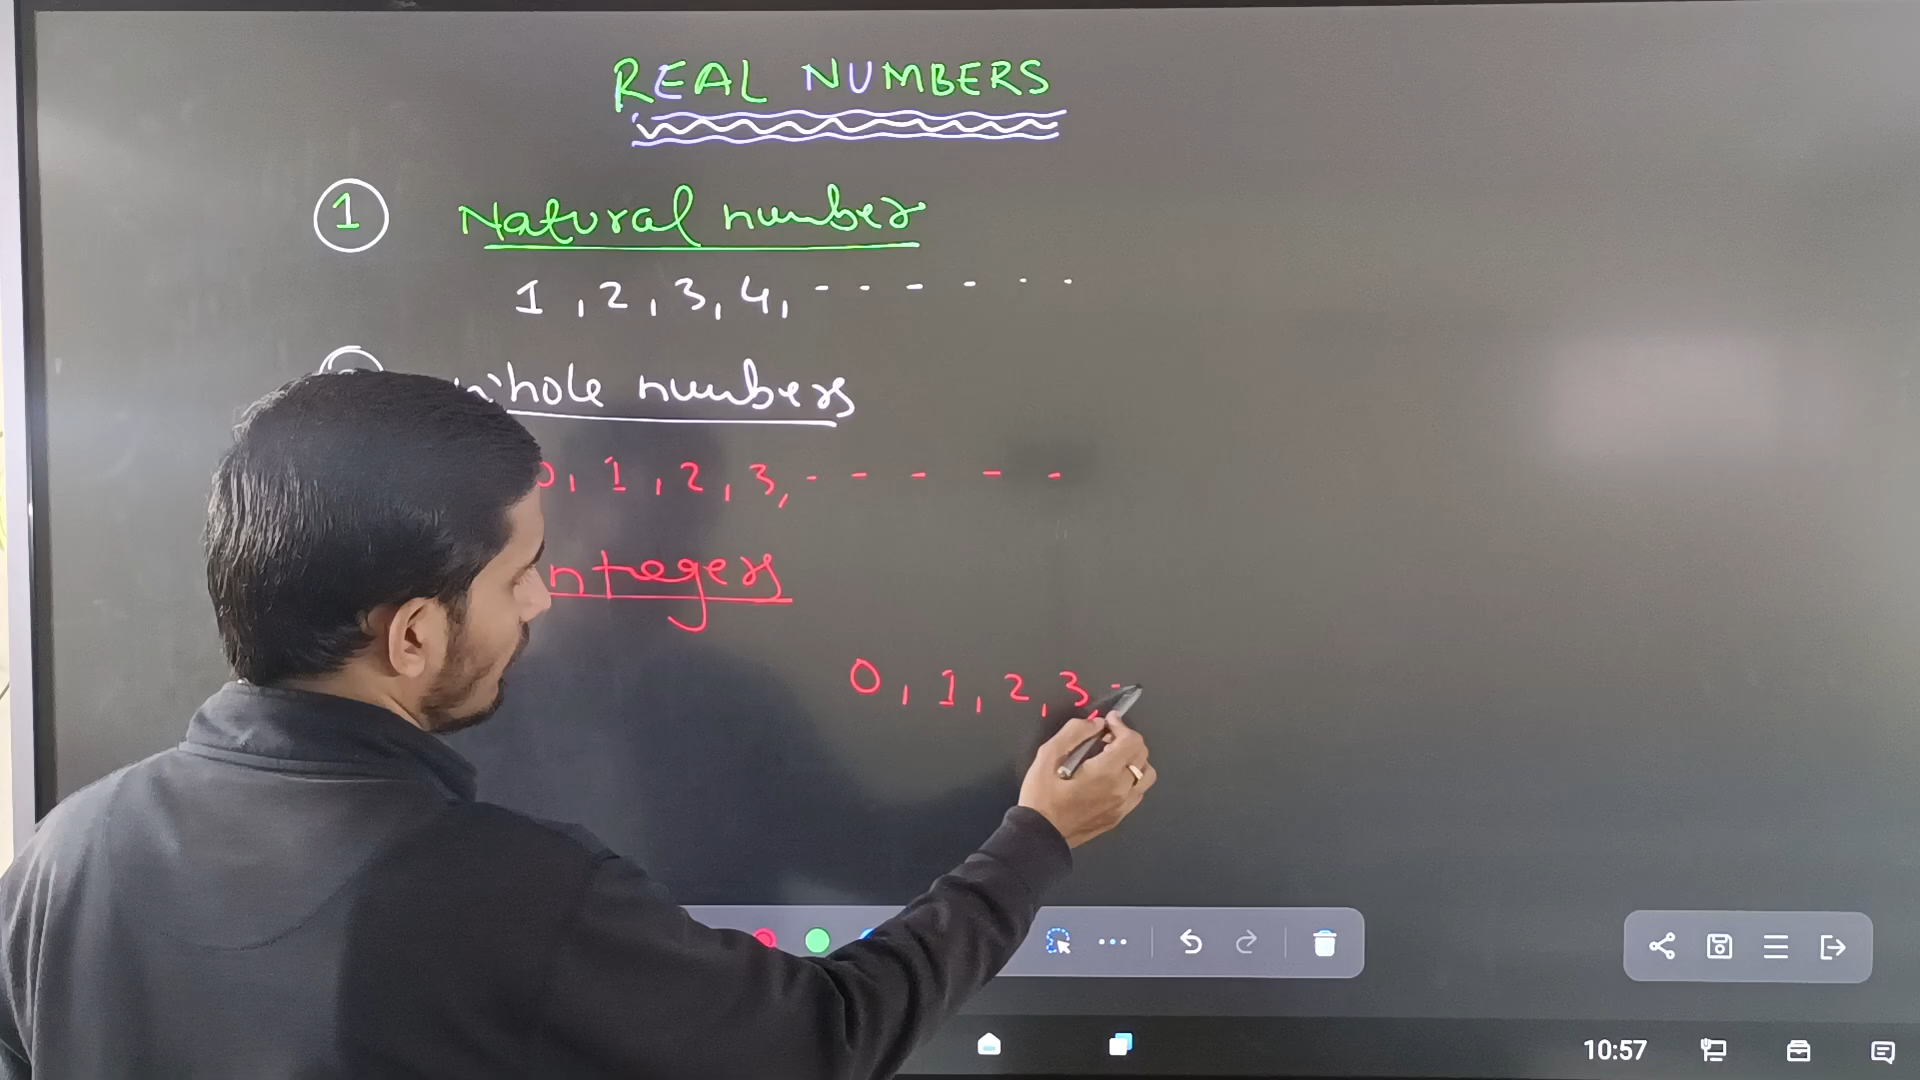 REAL NUMBERS
1 Natural number
1, 2, 3, 4, - - - - - -
whole numbers
0, 1, 2, 3, - - - - -
ntegers
0, 1, 2, 3, -
10:57